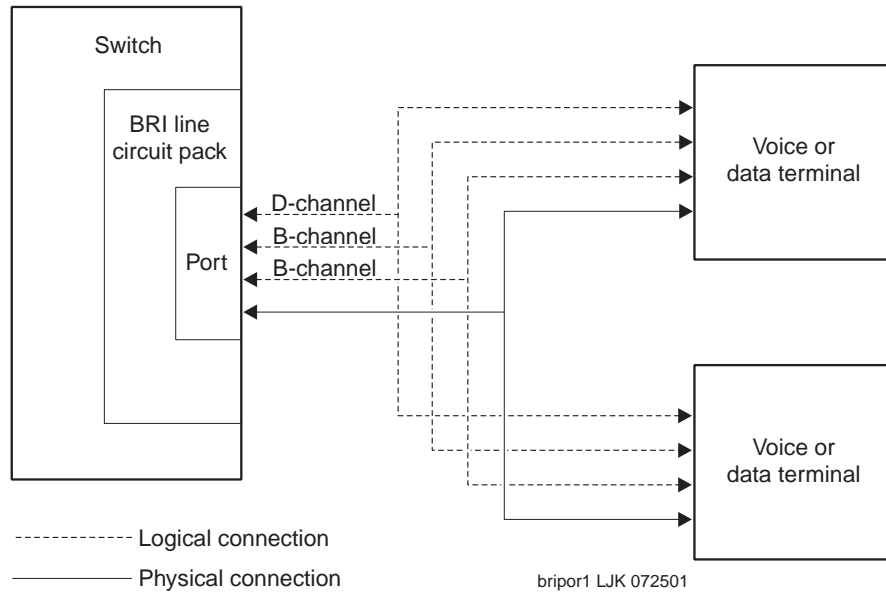 Switch
BRI line
circuit pack
Port
D-channel
B-channel
B-channel
Voice or
data terminal
Voice or
data terminal
Logical connection
Physical connection
bripor1 LJK 072501